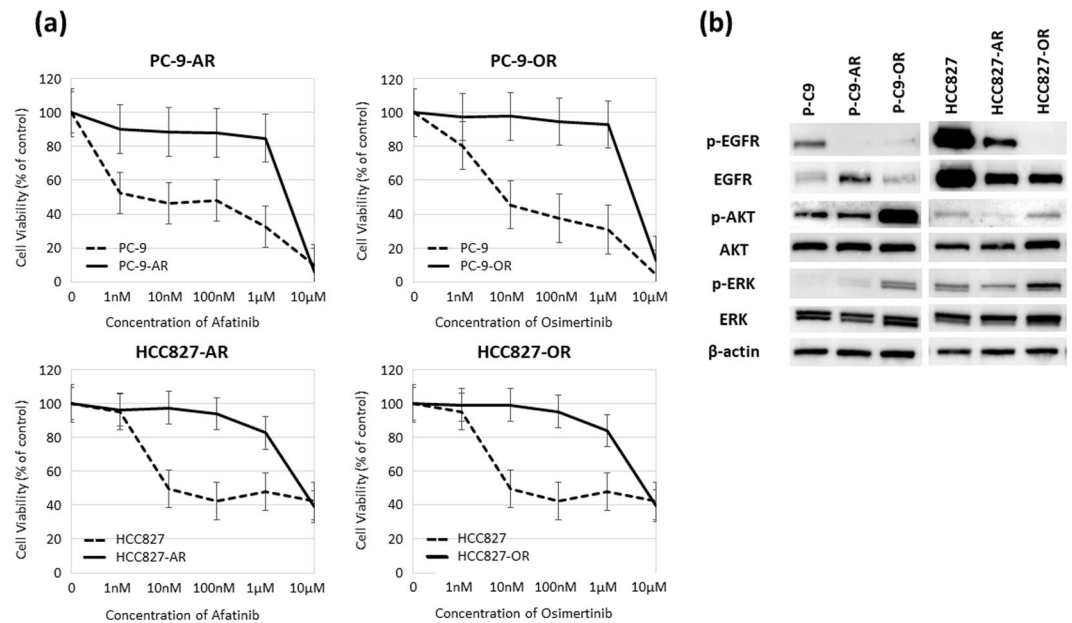 (a)
PC-9-AR
Cell Viability (% of control)
120
100
80
60
40
20
0
PC-9
PC-9-AR
0 1nM 10nM 100nM 1µM 10µM
Concentration of Afatinib
PC-9-OR
Cell Viability (% of control)
120
100
80
60
40
20
0
PC-9
PC-9-OR
0 1nM 10nM 100nM 1µM 10µM
Concentration of Osimertinib
HCC827-AR
Cell Viability (% of control)
120
100
80
60
40
20
0
HCC827
HCC827-AR
0 1nM 10nM 100nM 1µM 10µM
Concentration of Afatinib
HCC827-OR
Cell Viability (% of control)
120
100
80
60
40
20
0
HCC827
HCC827-OR
0 1nM 10nM 100nM 1µM 10µM
Concentration of Osimertinib
(b)
P-C9
P-C9-AR
P-C9-OR
HCC827
HCC827-AR
HCC827-OR
p-EGFR
EGFR
p-AKT
AKT
p-ERK
ERK
β-actin